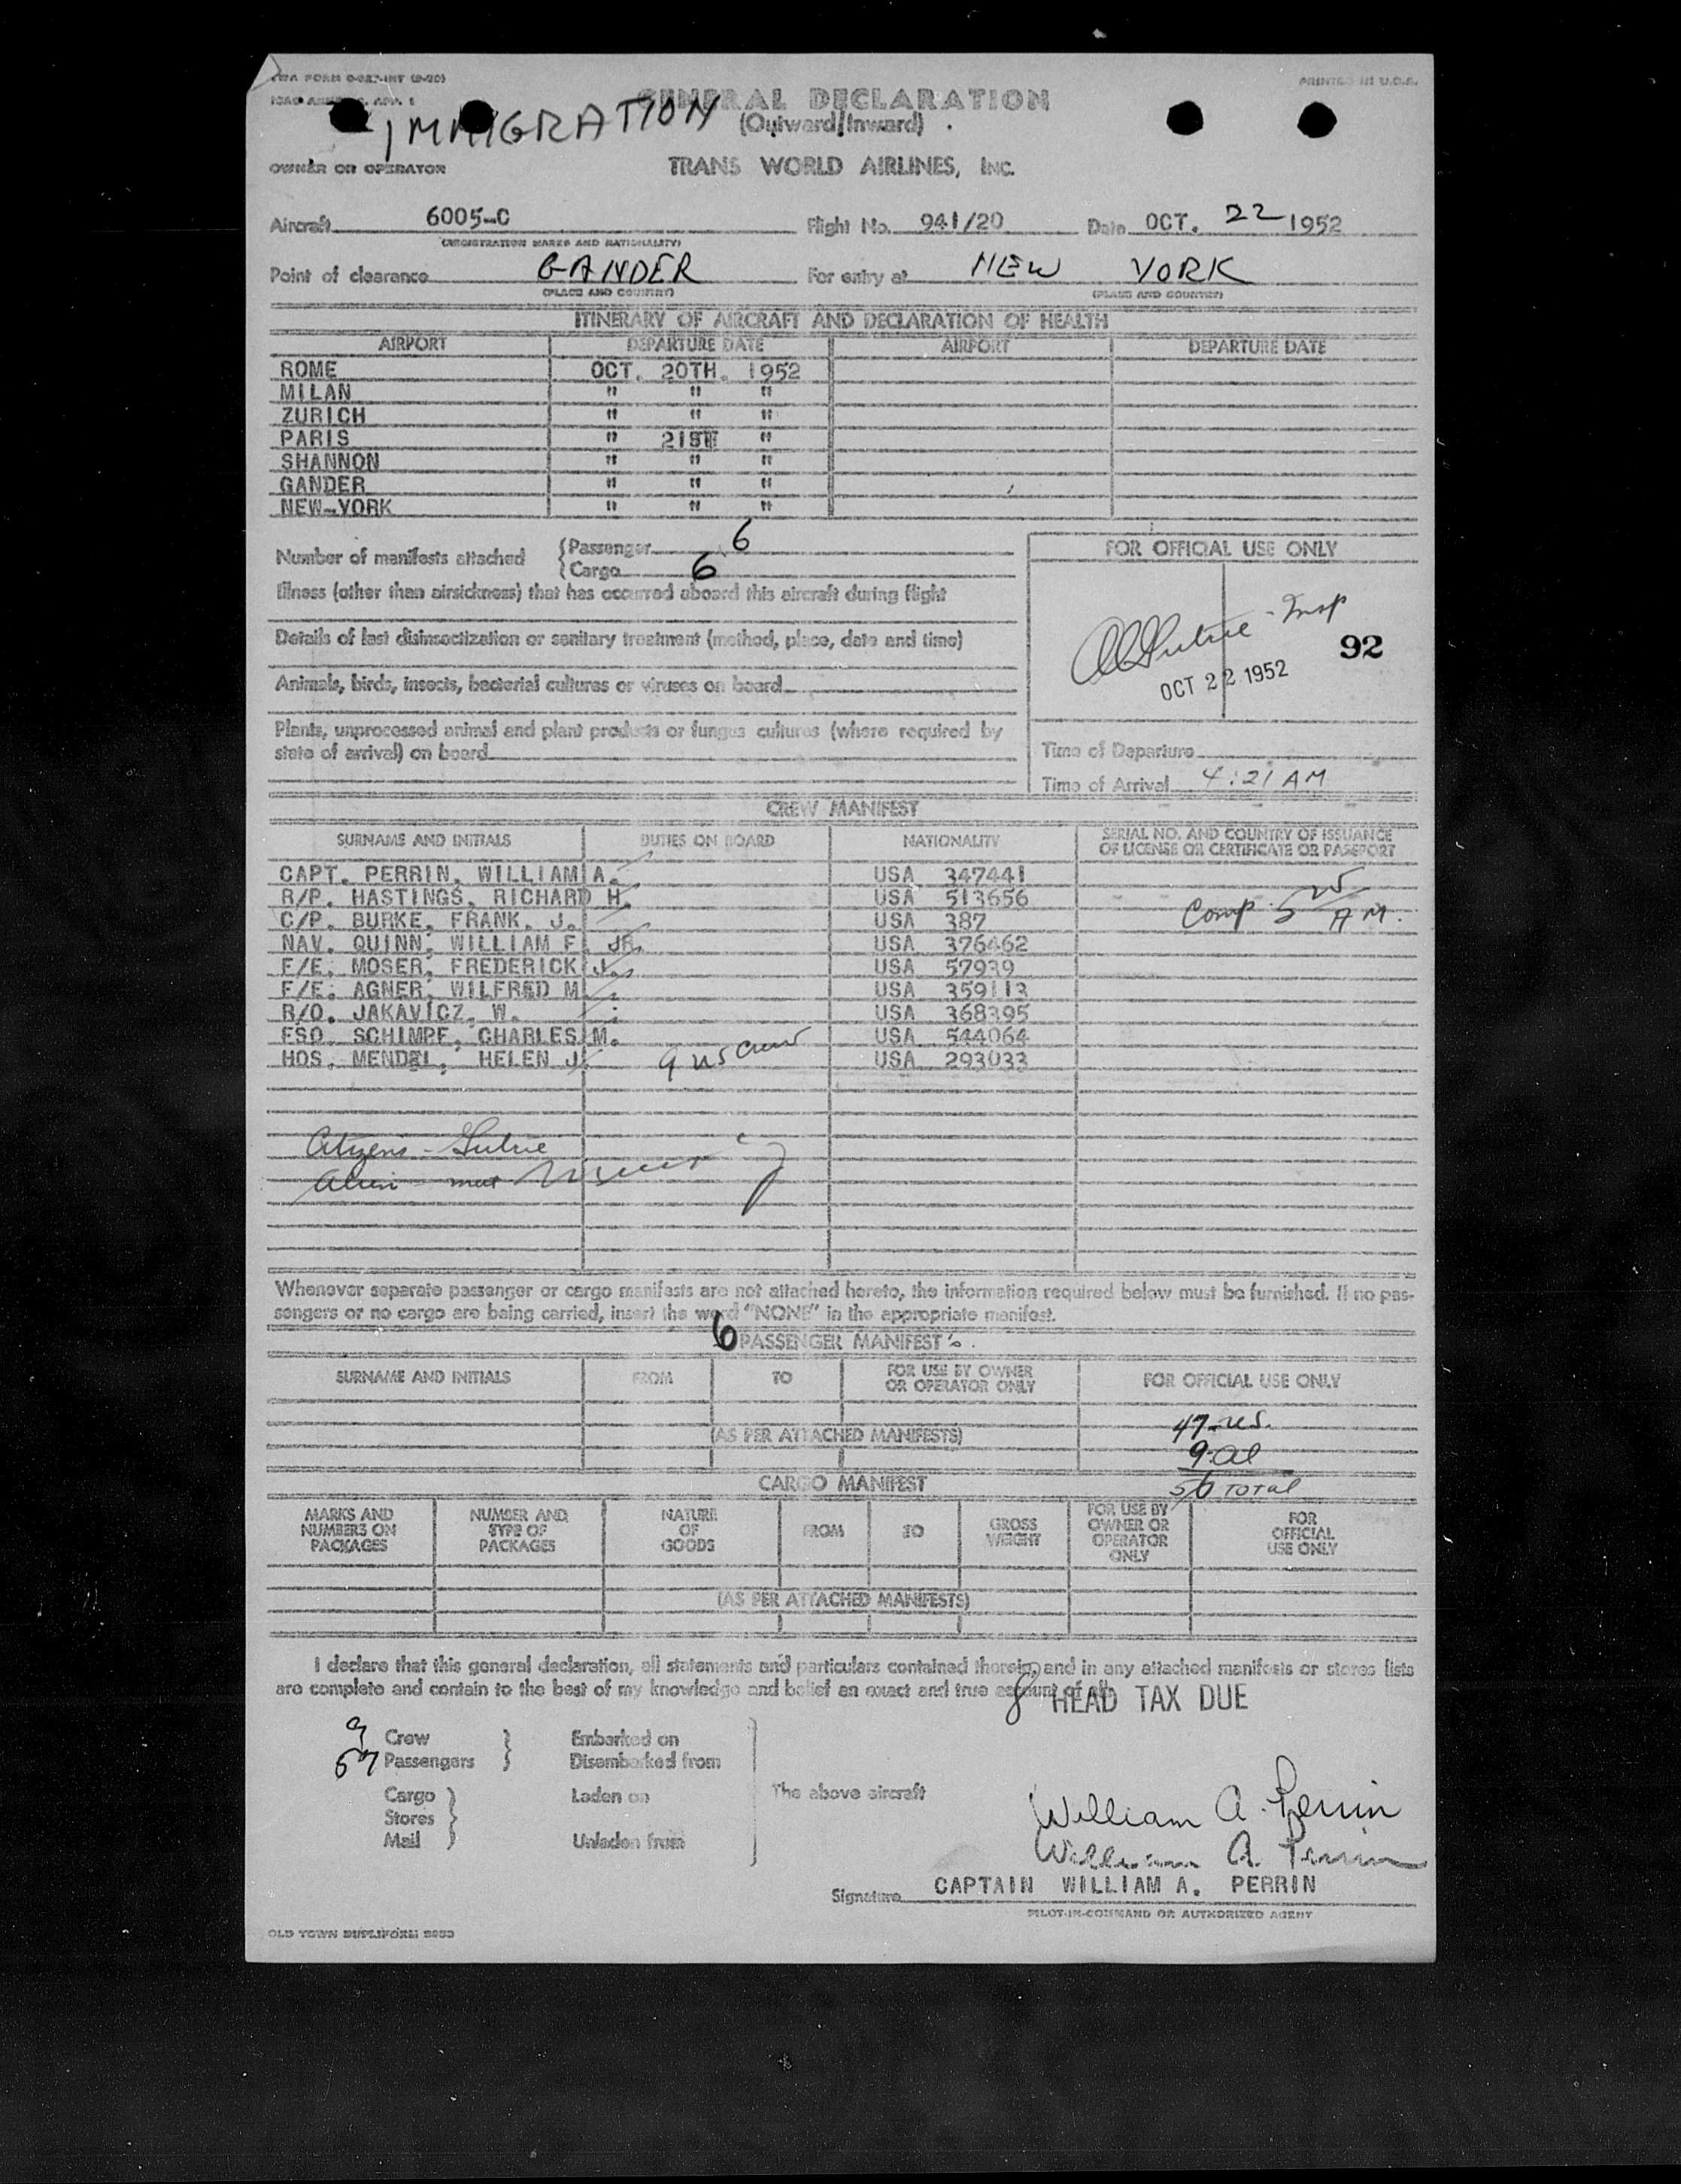 TWA FORM
PRINTED IN U.S.A.
GENERAL DECLARATION
IMMIGRATION
(Outward/Inward)
OWNER OR OPERATOR TRANS WORLD AIRLINES, INC.
Aircraft 6005-C Flight No. 941/20 Date OCT. 22 1952
(REGISTRATION MARKS AND NATIONALITY)
Point of clearance GANDER For entry at NEW YORK
(PLACE AND COUNTRY) (PLACE AND COUNTRY)
ITINERARY OF AIRCRAFT AND DECLARATION OF HEALTH
AIRPORT DEPARTURE DATE AIRPORT DEPARTURE DATE
ROME OCT. 20TH. 1952
MILAN " " "
ZURICH " " "
PARIS " 21ST "
SHANNON " " "
GANDER " " "
NEW-YORK " " "
Number of manifests attached { Passenger 6
{ Cargo 6
Illness (other than airsickness) that has occurred aboard this aircraft during flight
Details of last disinsectization or sanitary treatment (method, place, date and time)
Animals, birds, insects, bacterial cultures or viruses on board
Plants, unprocessed animal and plant products or fungus cultures (where required by
state of arrival) on board
FOR OFFICIAL USE ONLY
Insp
92
OCT 22 1952
Time of Departure
Time of Arrival 4:21 AM
CREW MANIFEST
SURNAME AND INITIALS DUTIES ON BOARD NATIONALITY SERIAL NO. AND COUNTRY OF ISSUANCE
OF LICENSE OR CERTIFICATE OR PASSPORT
CAPT. PERRIN, WILLIAM A. USA 347441
R/P. HASTINGS, RICHARD H. USA 513656
C/P. BURKE, FRANK. J. USA 387
Comp. 5 25 AM.
NAV. QUINN, WILLIAM F. JR. USA 376462
F/E. MOSER, FREDERICK J. USA 57939
F/E. AGNER, WILFRED M. USA 359113
R/O. JAKAVICZ, W. USA 368395
FSO. SCHIMPF, CHARLES M. USA 544064
HOS. MENDEL, HELEN J. 9 US crew USA 293033
Citizens - Gutrie
Alien
Whenever separate passenger or cargo manifests are not attached hereto, the information required below must be furnished. If no pas-
sengers or no cargo are being carried, insert the word "NONE" in the appropriate manifest.
6 PASSENGER MANIFEST's.
SURNAME AND INITIALS FROM TO FOR USE BY OWNER
OR OPERATOR ONLY FOR OFFICIAL USE ONLY
47-US.
(AS PER ATTACHED MANIFESTS)
9-Al
56 Total
CARGO MANIFEST
MARKS AND
NUMBERS ON
PACKAGES
NUMBER AND
TYPE OF
PACKAGES
NATURE
OF
GOODS
FROM
TO
GROSS
WEIGHT
FOR USE BY
OWNER OR
OPERATOR
ONLY
FOR
OFFICIAL
USE ONLY
(AS PER ATTACHED MANIFESTS)
I declare that this general declaration, all statements and particulars contained therein, and in any attached manifests or stores lists
are complete and contain to the best of my knowledge and belief an exact and true account of all
8 HEAD TAX DUE
9 Crew } Embarked on
57 Passengers } Disembarked from
Cargo } Laden on The above aircraft
Stores
Mail } Unladen from
William A. Perrin
William A. Perrin
Signature CAPTAIN WILLIAM A. PERRIN
PILOT-IN-COMMAND OR AUTHORIZED AGENT
OLD TOWN DUPLIFORM